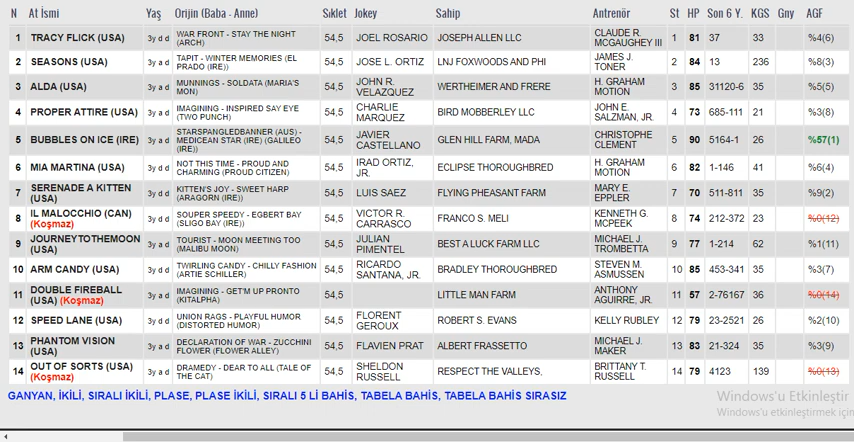 N At İsmi Yaş Orijin (Baba - Anne) Sıklet Jokey Sahip Antrenör St HP Son 6 Y. KGS Gny AGF
1 TRACY FLICK (USA) 3y d d WAR FRONT - STAY THE NIGHT (ARCH) 54,5 JOEL ROSARIO JOSEPH ALLEN LLC CLAUDE R. MCGAUGHEY III 1 81 37 33 %4(6)
2 SEASONS (USA) 3y d d TAPIT - WINTER MEMORIES (EL PRADO (IRE)) 54,5 JOSE L. ORTIZ LNJ FOXWOODS AND PHI JAMES J. TONER 2 84 13 236 %8(3)
3 ALDA (USA) 3y a d MUNNINGS - SOLDATA (MARIA'S MON) 54,5 JOHN R. VELAZQUEZ WERTHEIMER AND FRERE H. GRAHAM MOTION 3 85 31120-6 35 %5(5)
4 PROPER ATTIRE (USA) 3y a d IMAGINING - INSPIRED SAY EYE (TWO PUNCH) 54,5 CHARLIE MARQUEZ BIRD MOBBERLEY LLC JOHN E. SALZMAN, JR. 4 73 685-111 21 %3(8)
5 BUBBLES ON ICE (IRE) 3y d d STARSPANGLEDBANNER (AUS) - MEDICEAN STAR (IRE) (GALILEO (IRE)) 54,5 JAVIER CASTELLANO GLEN HILL FARM, MADA CHRISTOPHE CLEMENT 5 90 5164-1 26 %57(1)
6 MIA MARTINA (USA) 3y d d NOT THIS TIME - PROUD AND CHARMING (PROUD CITIZEN) 54,5 IRAD ORTIZ, JR. ECLIPSE THOROUGHBRED H. GRAHAM MOTION 6 82 1-146 41 %6(4)
7 SERENADE A KITTEN (USA) 3y d d KITTEN'S JOY - SWEET HARP (ARAGORN (IRE)) 54,5 LUIS SAEZ FLYING PHEASANT FARM MARY E. EPPLER 7 70 511-811 35 %9(2)
8 IL MALOCCHIO (CAN) (Koşmaz) 3y d d SOUPER SPEEDY - EGBERT BAY (SLIGO BAY (IRE)) 54,5 VICTOR R. CARRASCO FRANCO S. MELI KENNETH G. MCPEEK 8 74 212-372 23 %0(12)
9 JOURNEYTOTHEMOON (USA) 3y a d TOURIST - MOON MEETING TOO (MALIBU MOON) 54,5 JULIAN PIMENTEL BEST A LUCK FARM LLC MICHAEL J. TROMBETTA 9 77 1-214 62 %1(11)
10 ARM CANDY (USA) 3y a d TWIRLING CANDY - CHILLY FASHION (ARTIE SCHILLER) 54,5 RICARDO SANTANA, JR. BRADLEY THOROUGHBRED STEVEN M. ASMUSSEN 10 85 453-341 35 %3(7)
11 DOUBLE FIREBALL (USA) (Koşmaz) 3y a d IMAGINING - GET'M UP PRONTO (KITALPHA) 54,5 LITTLE MAN FARM ANTHONY AGUIRRE, JR. 11 57 2-76167 36 %0(14)
12 SPEED LANE (USA) 3y d d UNION RAGS - PLAYFUL HUMOR (DISTORTED HUMOR) 54,5 FLORENT GEROUX ROBERT S. EVANS KELLY RUBLEY 12 79 23-2521 26 %2(10)
13 PHANTOM VISION (USA) 3y a d DECLARATION OF WAR - ZUCCHINI FLOWER (FLOWER ALLEY) 54,5 FLAVIEN PRAT ALBERT FRASSETTO MICHAEL J. MAKER 13 83 21-324 35 %3(9)
14 OUT OF SORTS (USA) (Koşmaz) 3y a d DRAMEDY - DEAR TO ALL (TALE OF THE CAT) 54,5 SHELDON RUSSELL RESPECT THE VALLEYS, BRITTANY T. RUSSELL 14 79 4123 139 %0(13)
GANYAN, İKİLİ, SIRALI İKİLİ, PLASE, PLASE İKİLİ, SIRALI 5 Lİ BAHİS, TABELA BAHİS, TABELA BAHİS SIRASIZ
Windows'u Etkinleştir
Windows'u etkinleştirmek için